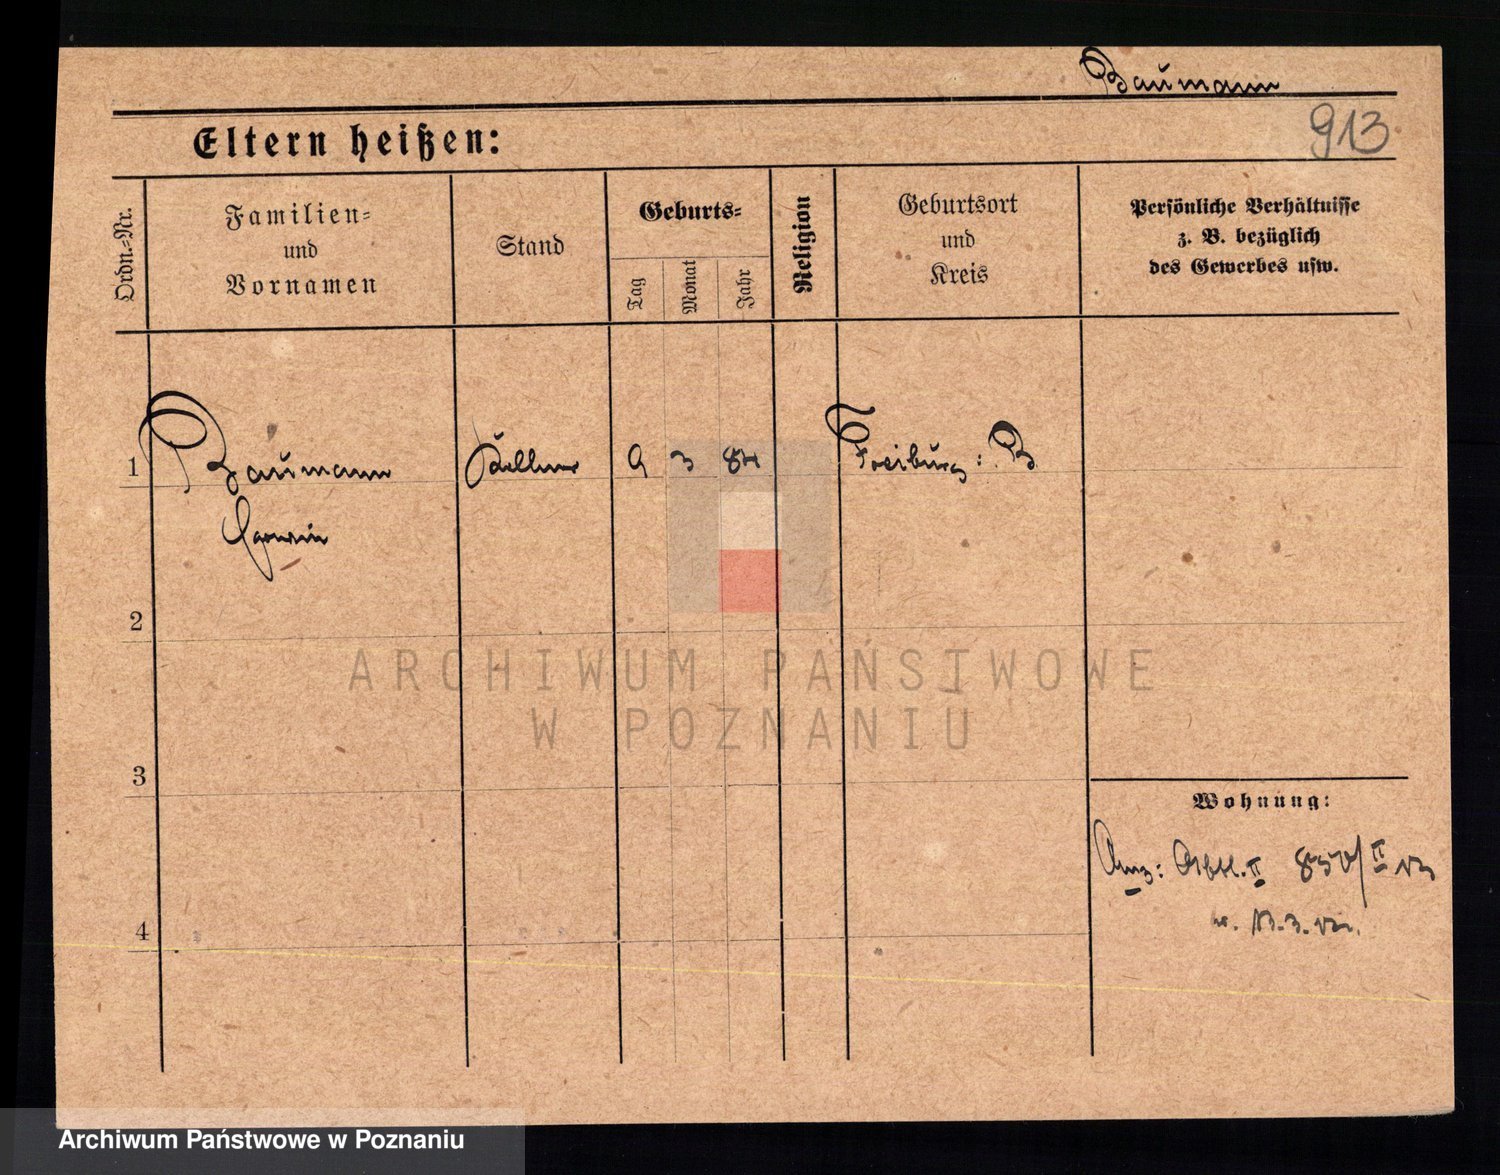 Baumann
913
Eltern heißen:
Ordn.-Nr.
Familien-
und
Vornamen
Stand
Geburts-
Tag
Monat
Jahr
Religion
Geburtsort
und
Kreis
Persönliche Verhältnisse
z. B. bezüglich
des Gewerbes usw.
1 Baumann Kellner 9 3 84 Freiburg: B
2
ARCHIWUM PAŃSTWOWE
W POZNANIU
3
Wohnung:
4
Archiwum Państwowe w Poznaniu